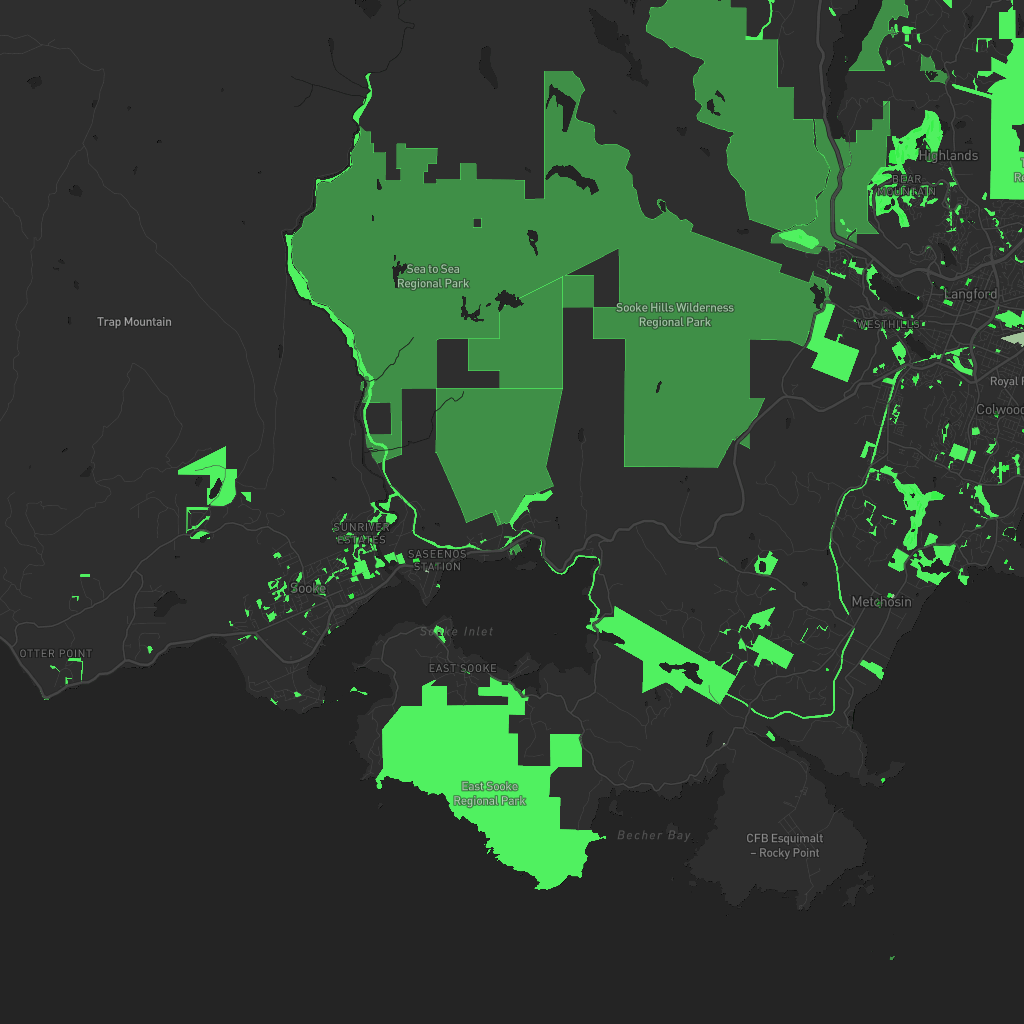 Highlands
BEAR
MOUNTAIN
Sea to Sea
Regional Park
Langford
Sooke Hills Wilderness
Regional Park
Trap Mountain
WESTHILLS
Royal
Colwood
SUNRIVER
ESTATES
SASEENOS
STATION
Sooke
Metchosin
Sooke Inlet
OTTER POINT
EAST SOOKE
East Sooke
Regional Park
Becher Bay
CFB Esquimalt
– Rocky Point